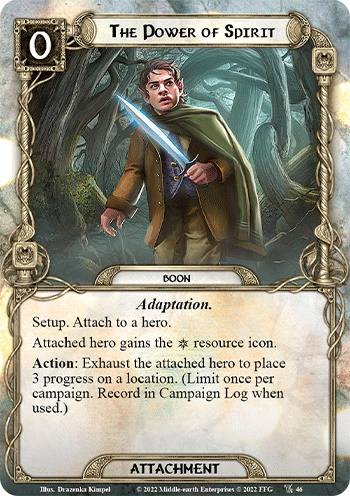 0
The Power of Spirit
BOON
Adaptation.
Setup. Attach to a hero.
Attached hero gains the resource icon.
Action: Exhaust the attached hero to place
3 progress on a location. (Limit once per
campaign. Record in Campaign Log when
used.)
Illus. Drazenka Kimpel © 2022 Middle-earth Enterprises © 2022 FFG 46
ATTACHMENT